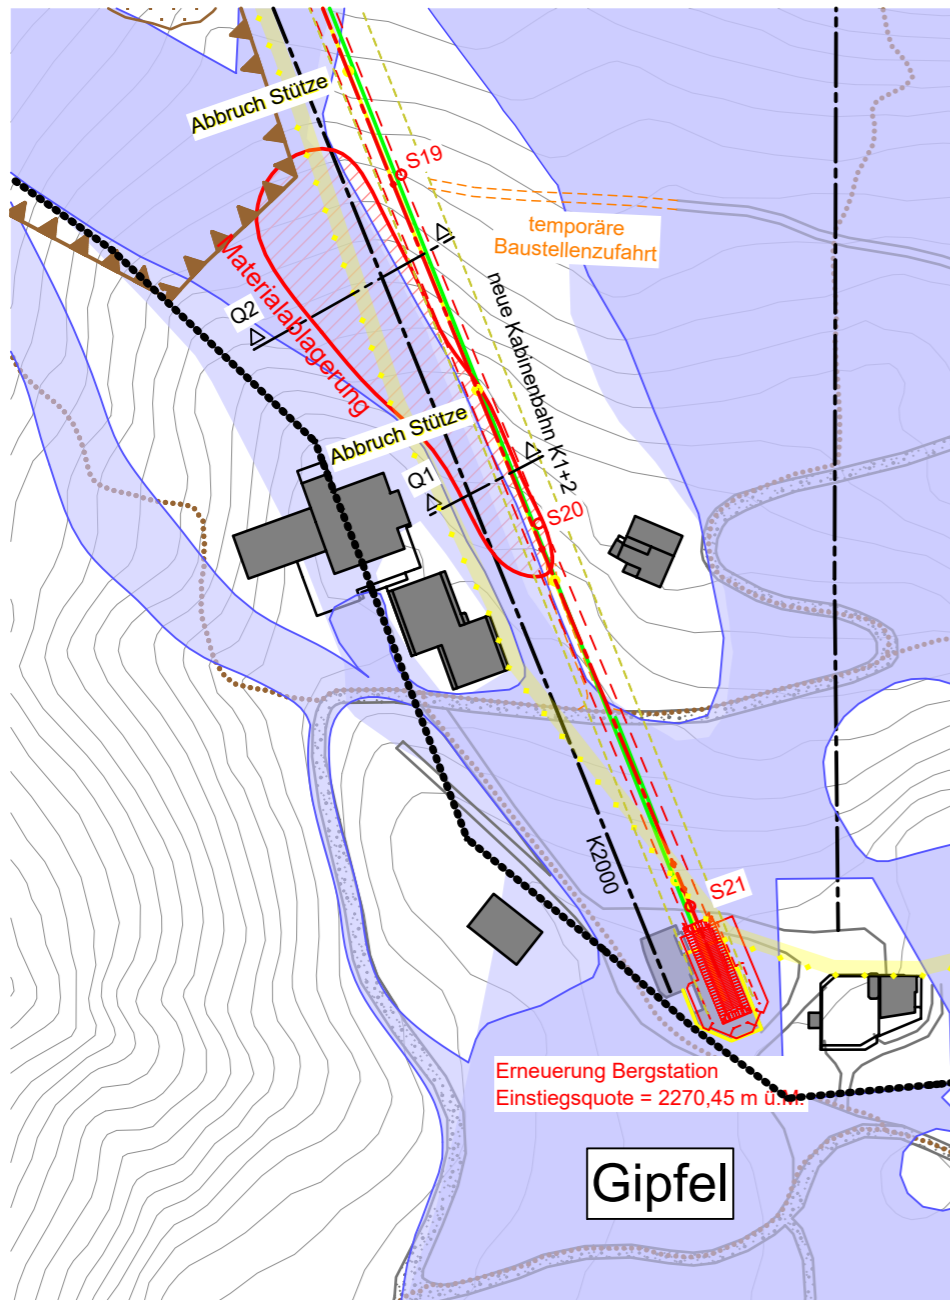 Abbruch Stütze
S19
temporäre
Baustellenzufahrt
Q2
Materialablagerung
neue Kabinenbahn K1+2
Abbruch Stütze
Q1
S20
K2000
S21
Erneuerung Bergstation
Einstiegsquote = 2270,45 m ü.M.
Gipfel